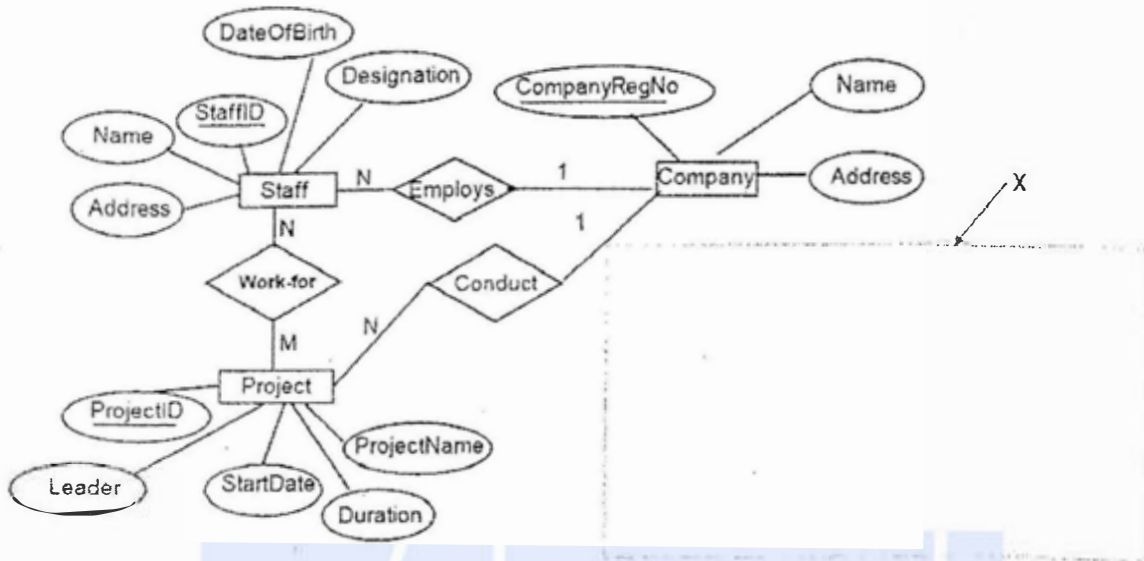 DateOfBirth
Designation
CompanyRegNo
Name
StaffID
Name
Staff
N
Employs
1
Company
Address
X
Address
N
1
Work-for
Conduct
N
M
Project
ProjectID
ProjectName
Leader
StartDate
Duration